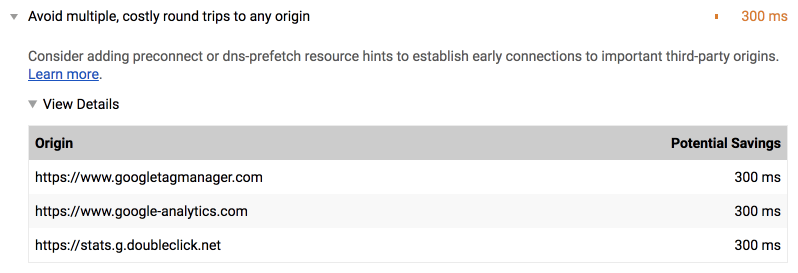 Avoid multiple, costly round trips to any origin 300 ms
Consider adding preconnect or dns-prefetch resource hints to establish early connections to important third-party origins.
Learn more.
View Details
Origin Potential Savings
https://www.googletagmanager.com 300 ms
https://www.google-analytics.com 300 ms
https://stats.g.doubleclick.net 300 ms